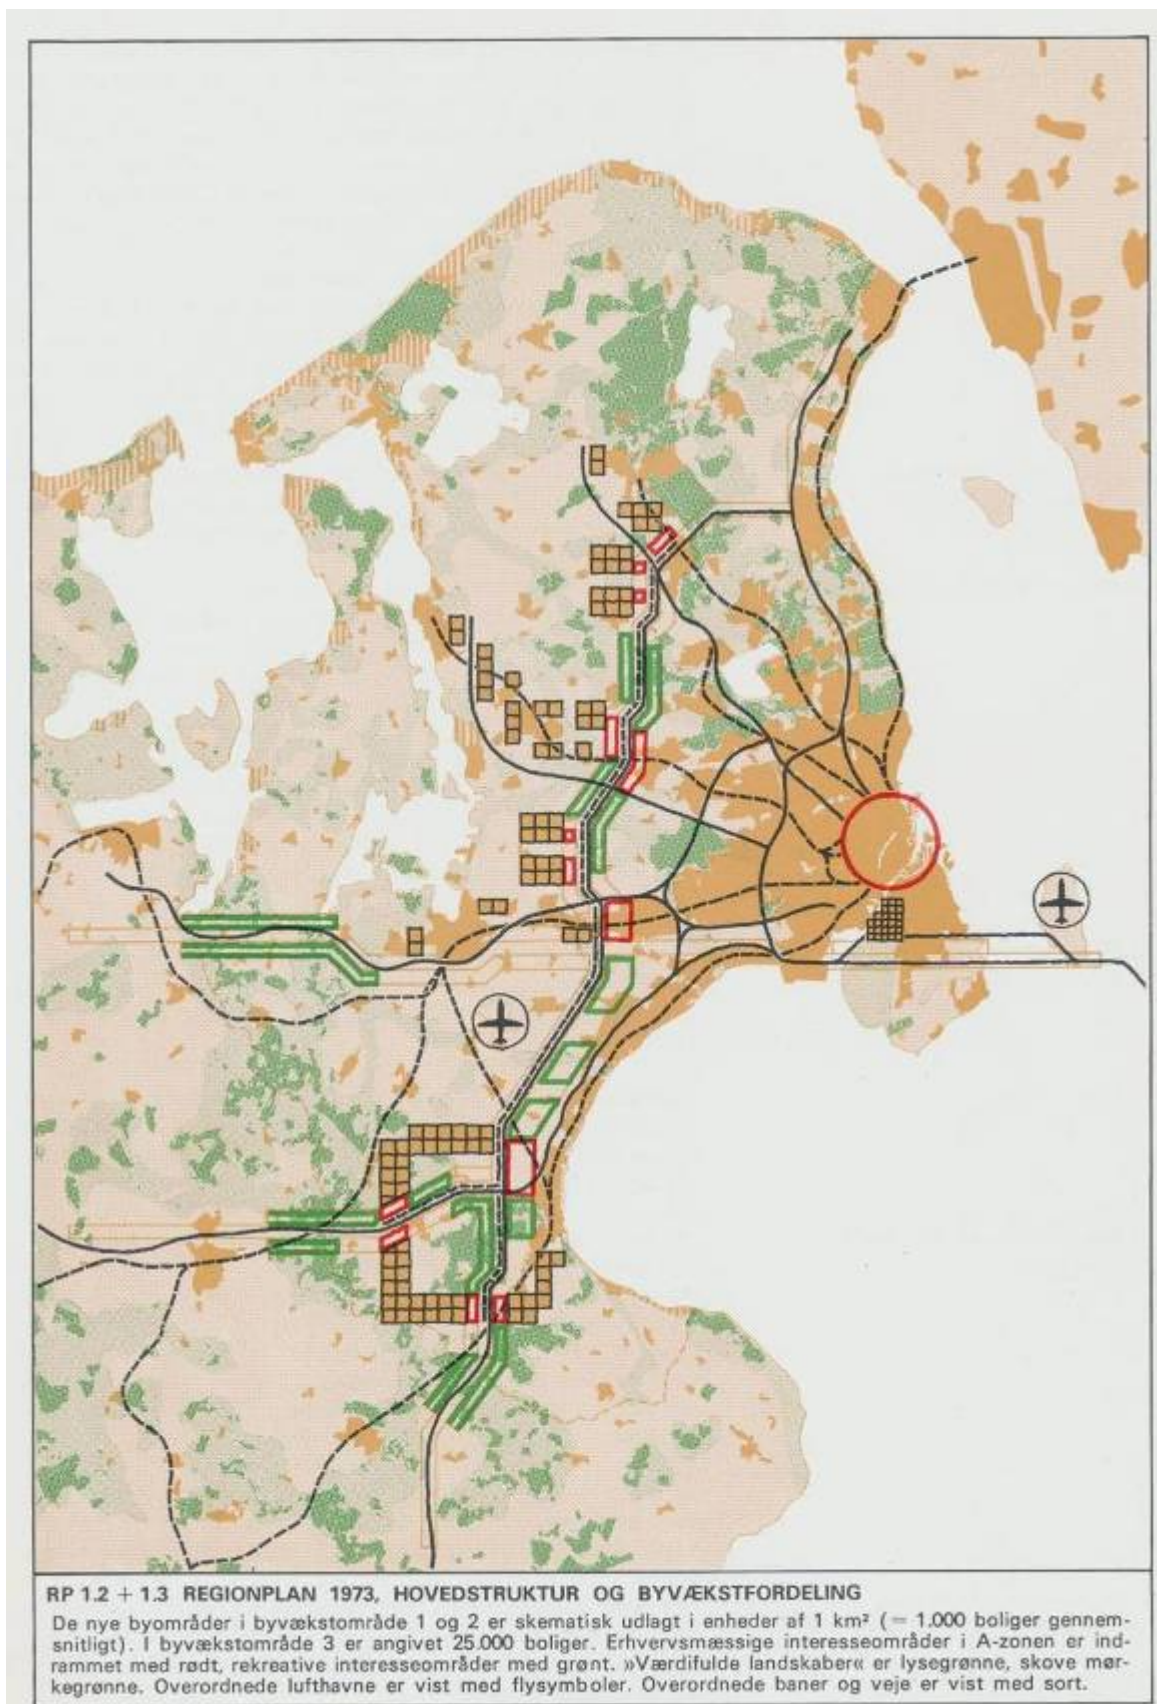 RP 1.2 + 1.3 REGIONPLAN 1973, HOVEDSTRUKTUR OG BYVÆKSTFORDELING
De nye byområder i byvækstområde 1 og 2 er skematisk udlagt i enheder af 1 km² (= 1.000 boliger gennem-
snitligt). I byvækstområde 3 er angivet 25.000 boliger. Erhvervsmæssige interesseområder i A-zonen er ind-
rammet med rødt, rekreative interesseområder med grønt. »Værdifulde landskaber« er lysegrønne, skove mør-
kegrønne. Overordnede lufthavne er vist med flysymboler. Overordnede baner og veje er vist med sort.